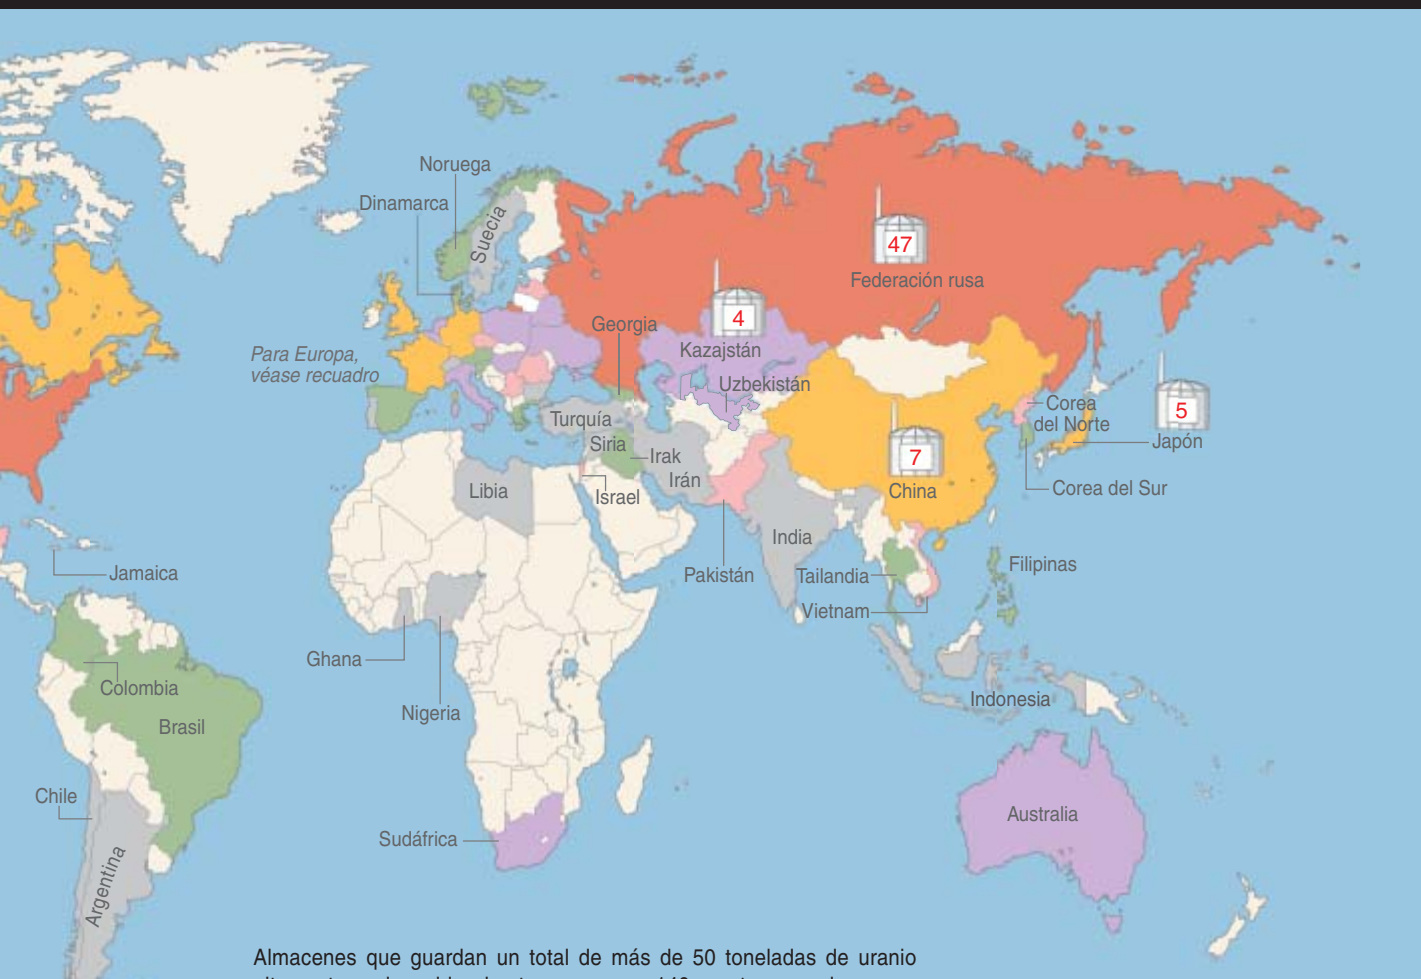 Noruega
Dinamarca
Suecia
47
Federación rusa
Georgia
4
Kazajstán
Para Europa,
véase recuadro
Uzbekistán
Turquía
Siria
Irak
Irán
Israel
Libia
Corea
del Norte
5
Japón
7
China
Corea del Sur
India
Pakistán
Tailandia
Vietnam
Filipinas
Jamaica
Ghana
Nigeria
Colombia
Brasil
Indonesia
Chile
Argentina
Sudáfrica
Australia
Almacenes que guardan un total de más de 50 toneladas de uranio